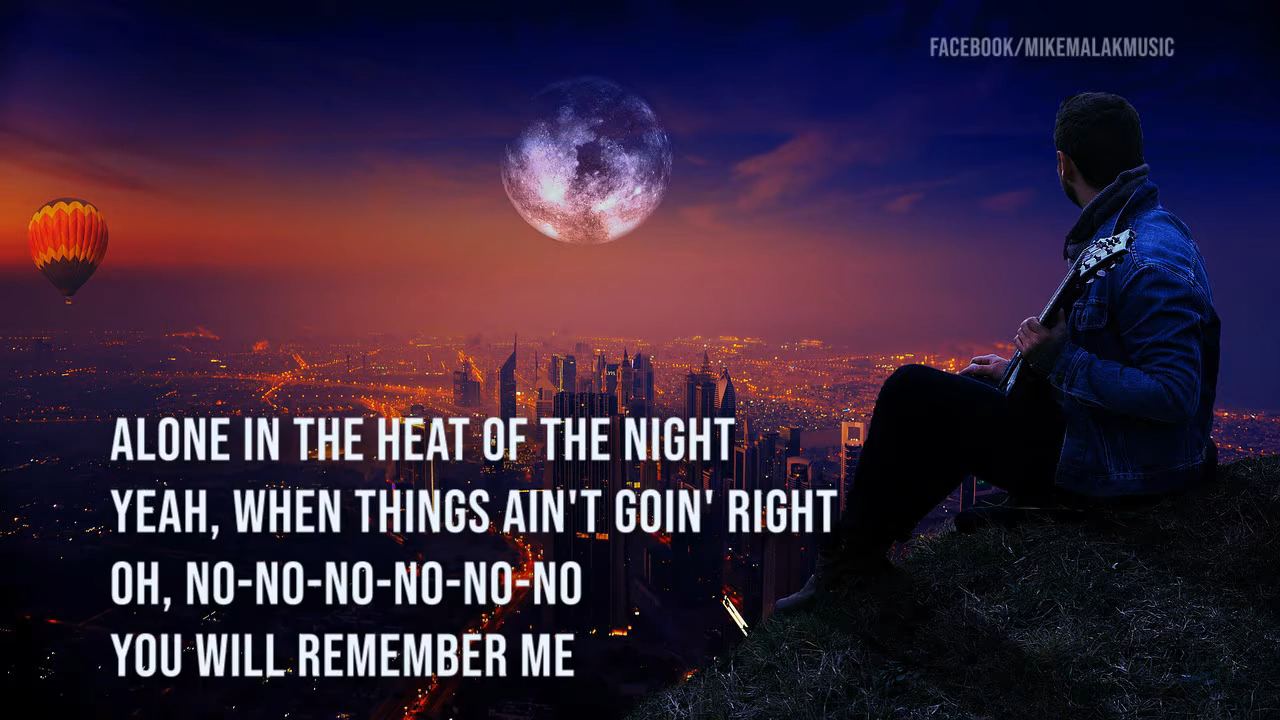 FACEBOOK/MIKEMALAKMUSIC
ALONE IN THE HEAT OF THE NIGHT
YEAH, WHEN THINGS AIN'T GOIN' RIGHT
OH, NO-NO-NO-NO-NO-NO
YOU WILL REMEMBER ME